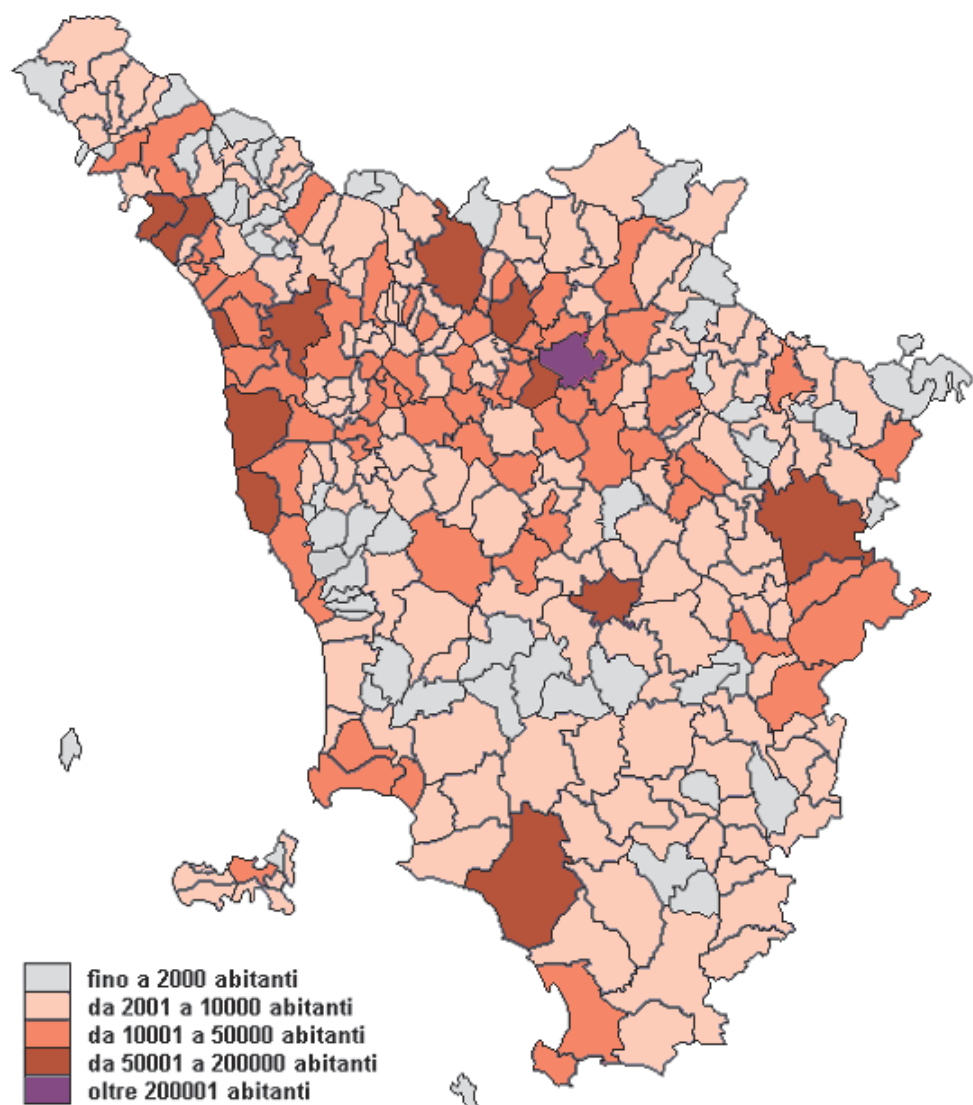 fino a 2000 abitanti
da 2001 a 10000 abitanti
da 10001 a 50000 abitanti
da 50001 a 200000 abitanti
oltre 200001 abitanti